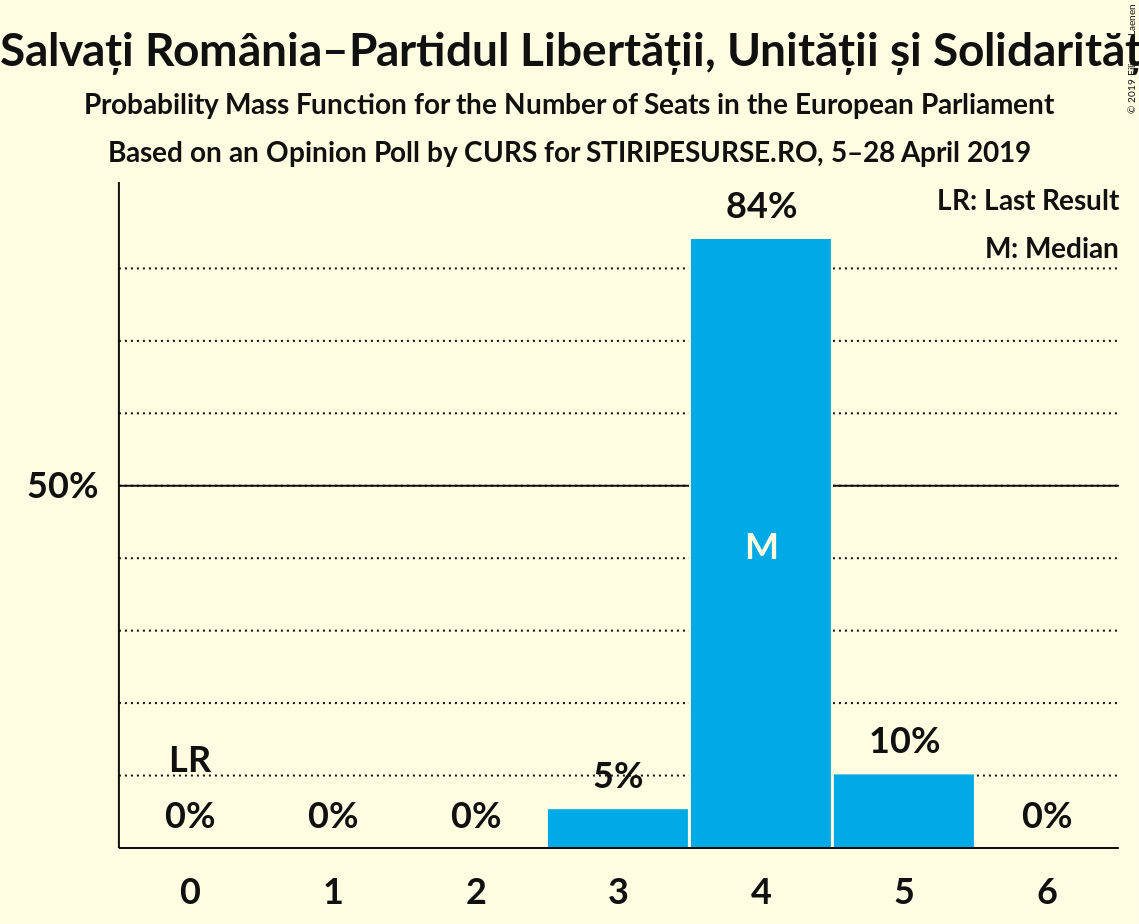 Salvați România–Partidul Libertății, Unității și Solidarităț
Probability Mass Function for the Number of Seats in the European Parliament
Based on an Opinion Poll by CURS for STIRIPESURSE.RO, 5–28 April 2019
© 2019
LR: Last Result
M: Median
84%
50%
M
LR
5%
10%
0%
0%
0%
0%
0 1 2 3 4 5 6